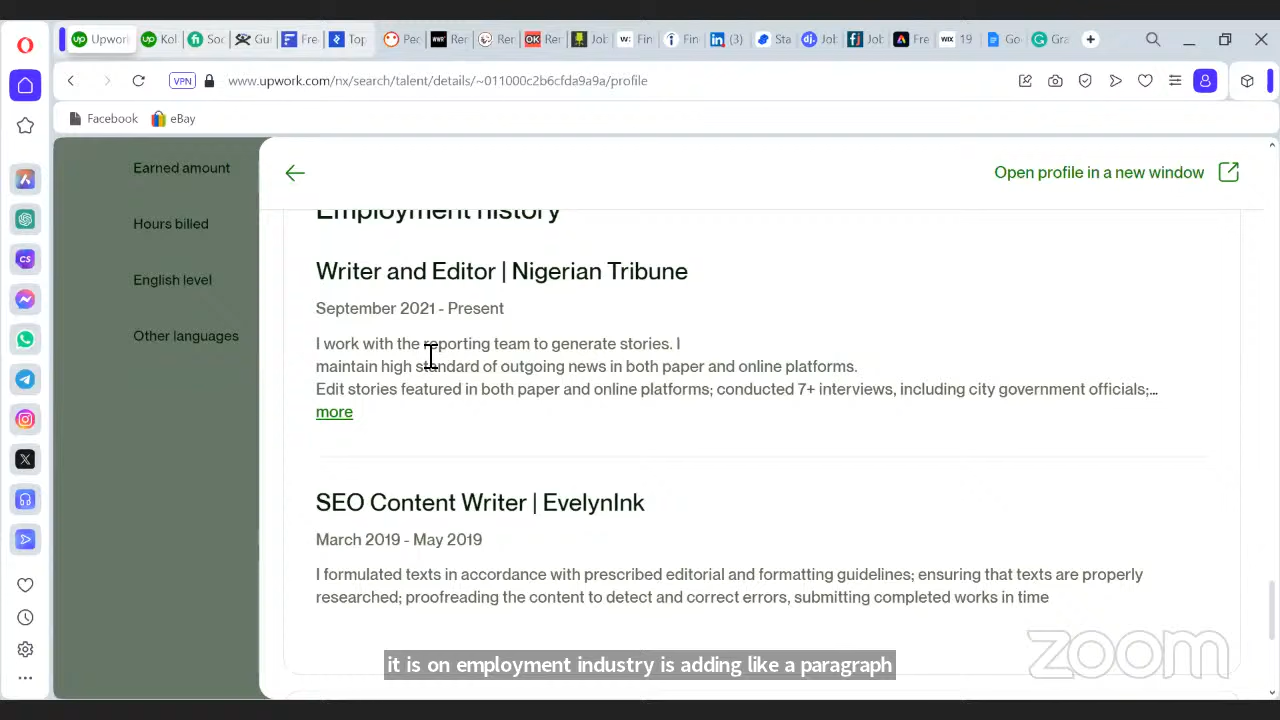 Upwork
Kol
Soc
Gu
Fre
Top
Pec
Ren
Ren
Ren
Job
Fin
Fin
(3)
Sta
Job
Job
Fre
19
Go
Gra
VPN
www.upwork.com/nx/search/talent/details/~011000c2b6cfda9a9a/profile
Facebook
eBay
Earned amount
Hours billed
English level
Other languages
Open profile in a new window
Employment history
Writer and Editor | Nigerian Tribune
September 2021 - Present
I work with the reporting team to generate stories. I
maintain high standard of outgoing news in both paper and online platforms.
Edit stories featured in both paper and online platforms; conducted 7+ interviews, including city government officials;...
more
SEO Content Writer | EvelynInk
March 2019 - May 2019
I formulated texts in accordance with prescribed editorial and formatting guidelines; ensuring that texts are properly
researched; proofreading the content to detect and correct errors, submitting completed works in time
it is on employment industry is adding like a paragraph
zoom